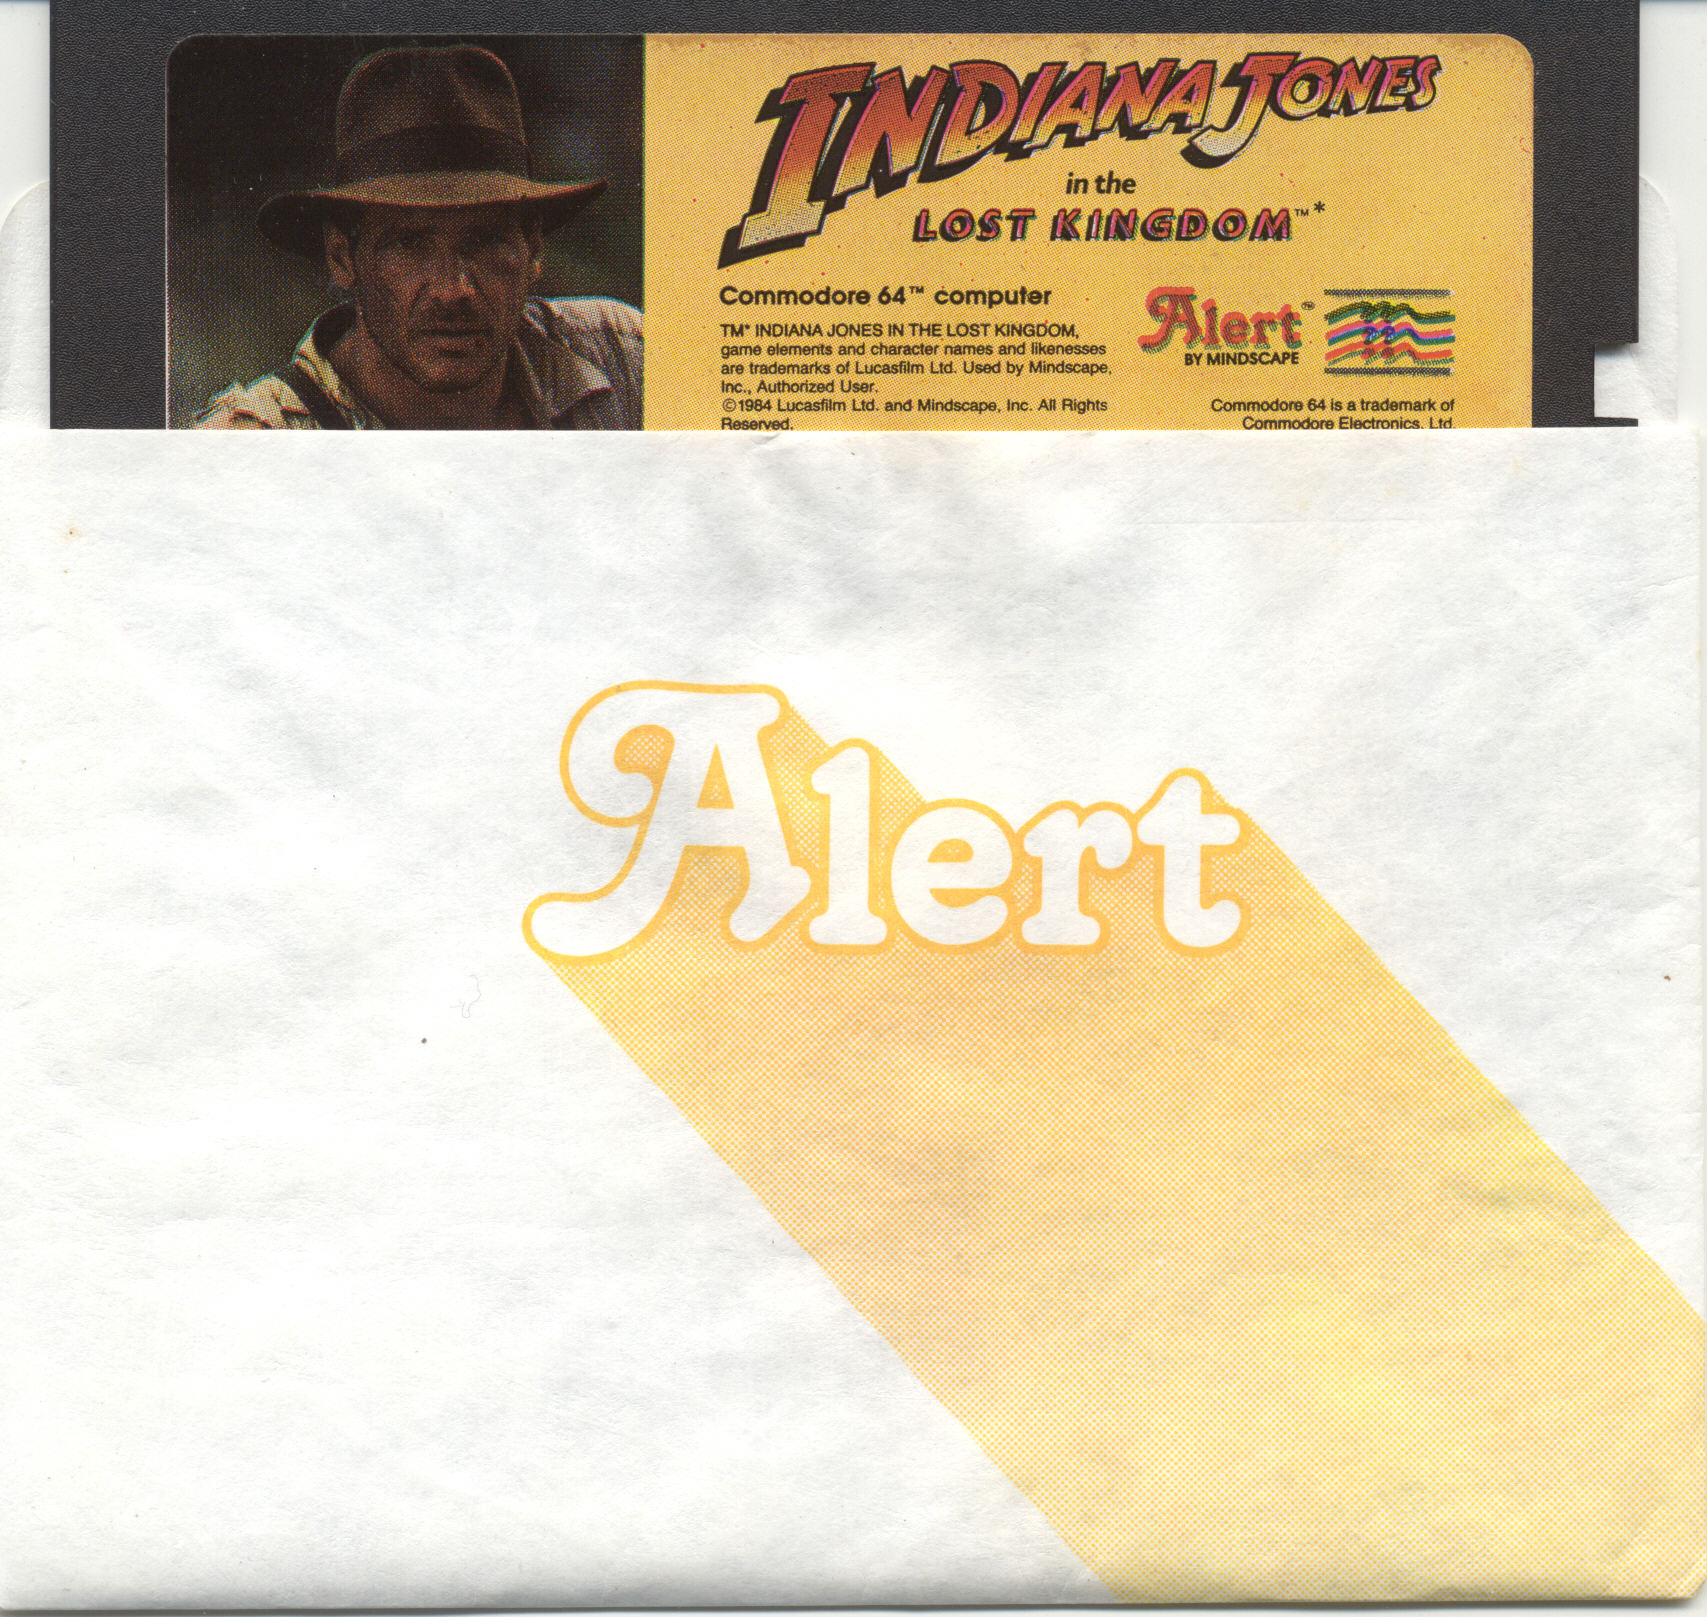 INDIANA JONES
in the
LOST KINGDOM™*
Commodore 64™ computer
TM* INDIANA JONES IN THE LOST KINGDOM,
game elements and character names and likenesses
are trademarks of Lucasfilm Ltd. Used by Mindscape,
Inc., Authorized User.
©1984 Lucasfilm Ltd. and Mindscape, Inc. All Rights
Reserved.
Alert™
BY MINDSCAPE
Commodore 64 is a trademark of
Commodore Electronics, Ltd
Alert